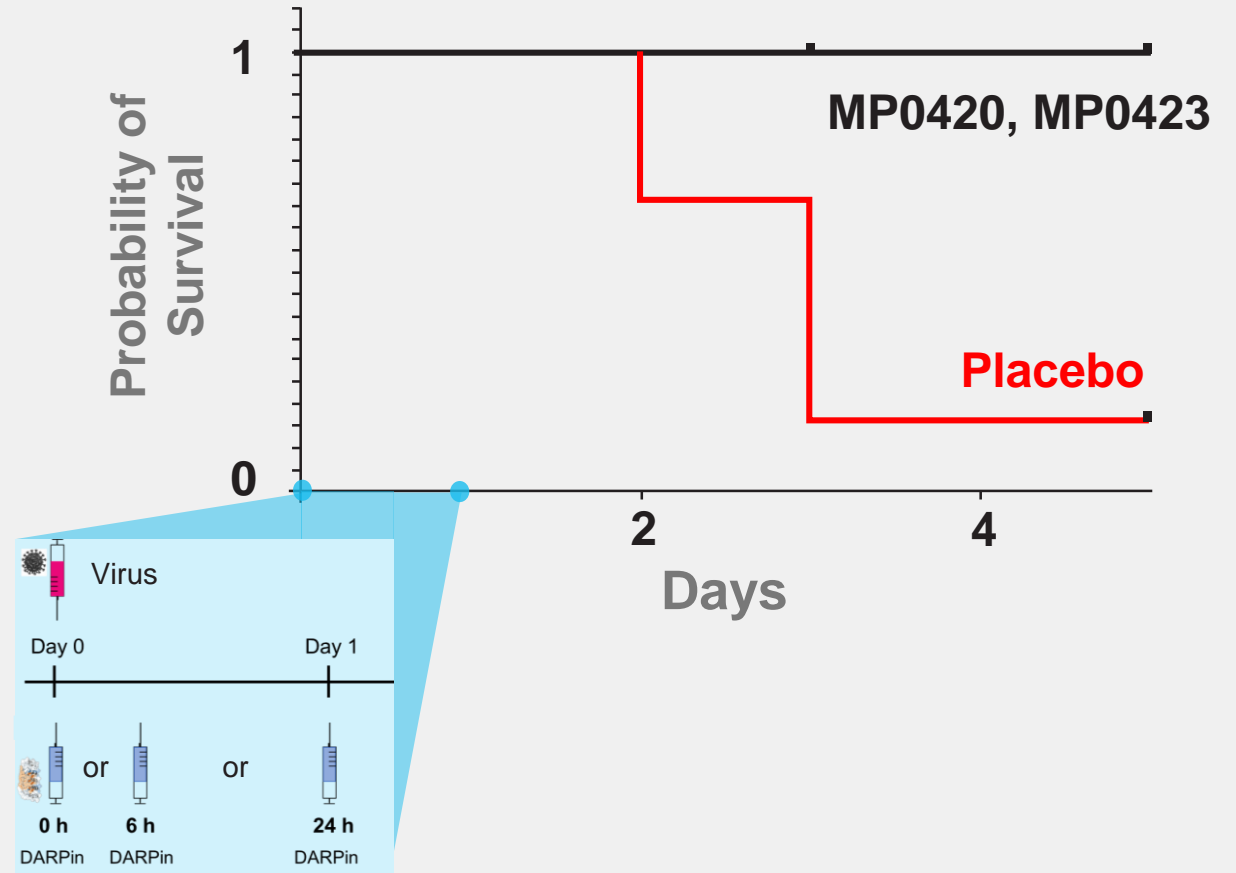 1
Probability of
Survival
MP0420, MP0423
Placebo
0
2
4
Days
Virus
Day 0
Day 1
or
or
0 h
6 h
24 h
DARPin
DARPin
DARPin